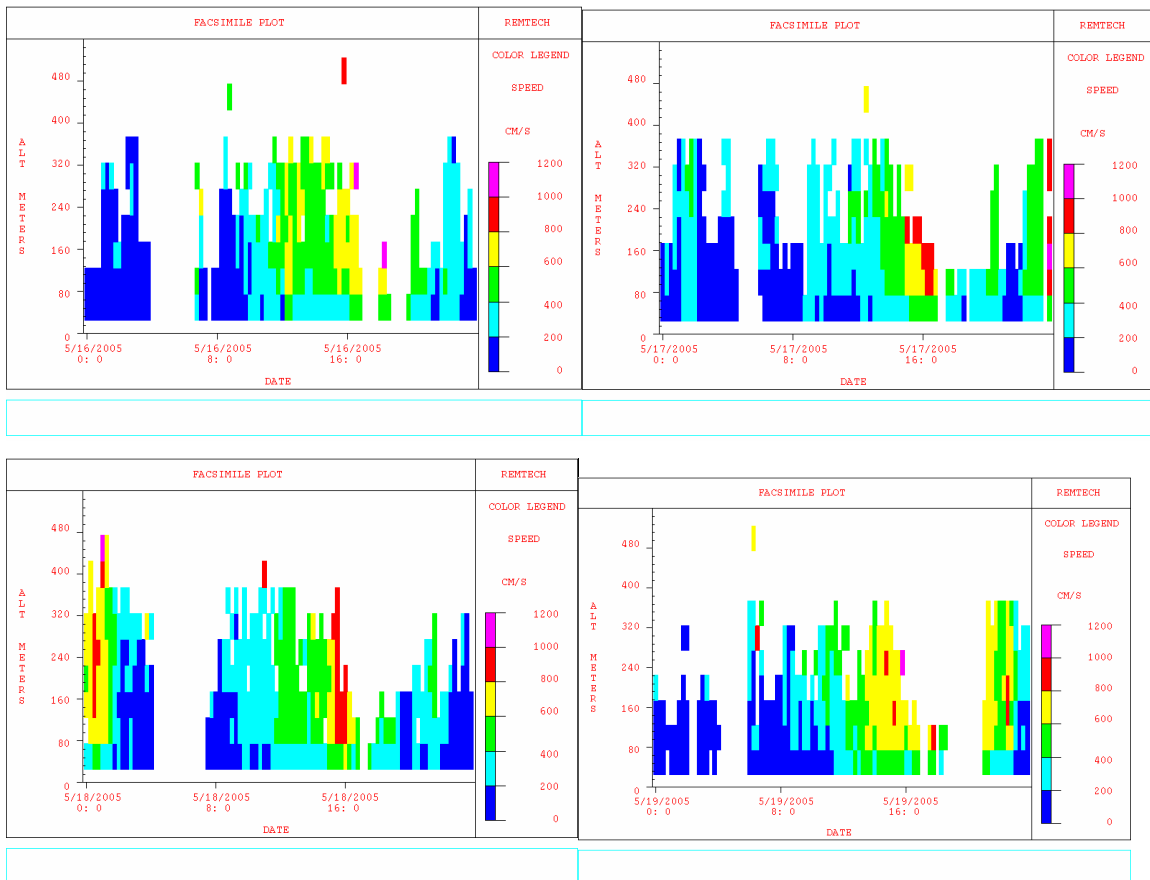 FACSIMILE PLOT
REMTECH
COLOR LEGEND
SPEED
CM/S
ALT METERS
480
400
320
240
160
80
0
1200
1000
800
600
400
200
0
5/16/2005 5/16/2005 5/16/2005
0: 0 8: 0 16: 0
DATE
FACSIMILE PLOT
REMTECH
COLOR LEGEND
SPEED
CM/S
ALT METERS
480
400
320
240
160
80
0
1200
1000
800
600
400
200
0
5/17/2005 5/17/2005 5/17/2005
0: 0 8: 0 16: 0
DATE
FACSIMILE PLOT
REMTECH
COLOR LEGEND
SPEED
CM/S
ALT METERS
480
400
320
240
160
80
0
1200
1000
800
600
400
200
0
5/18/2005 5/18/2005 5/18/2005
0: 0 8: 0 16: 0
DATE
FACSIMILE PLOT
REMTECH
COLOR LEGEND
SPEED
CM/S
ALT METERS
480
400
320
240
160
80
0
1200
1000
800
600
400
200
0
5/19/2005 5/19/2005 5/19/2005
0: 0 8: 0 16: 0
DATE